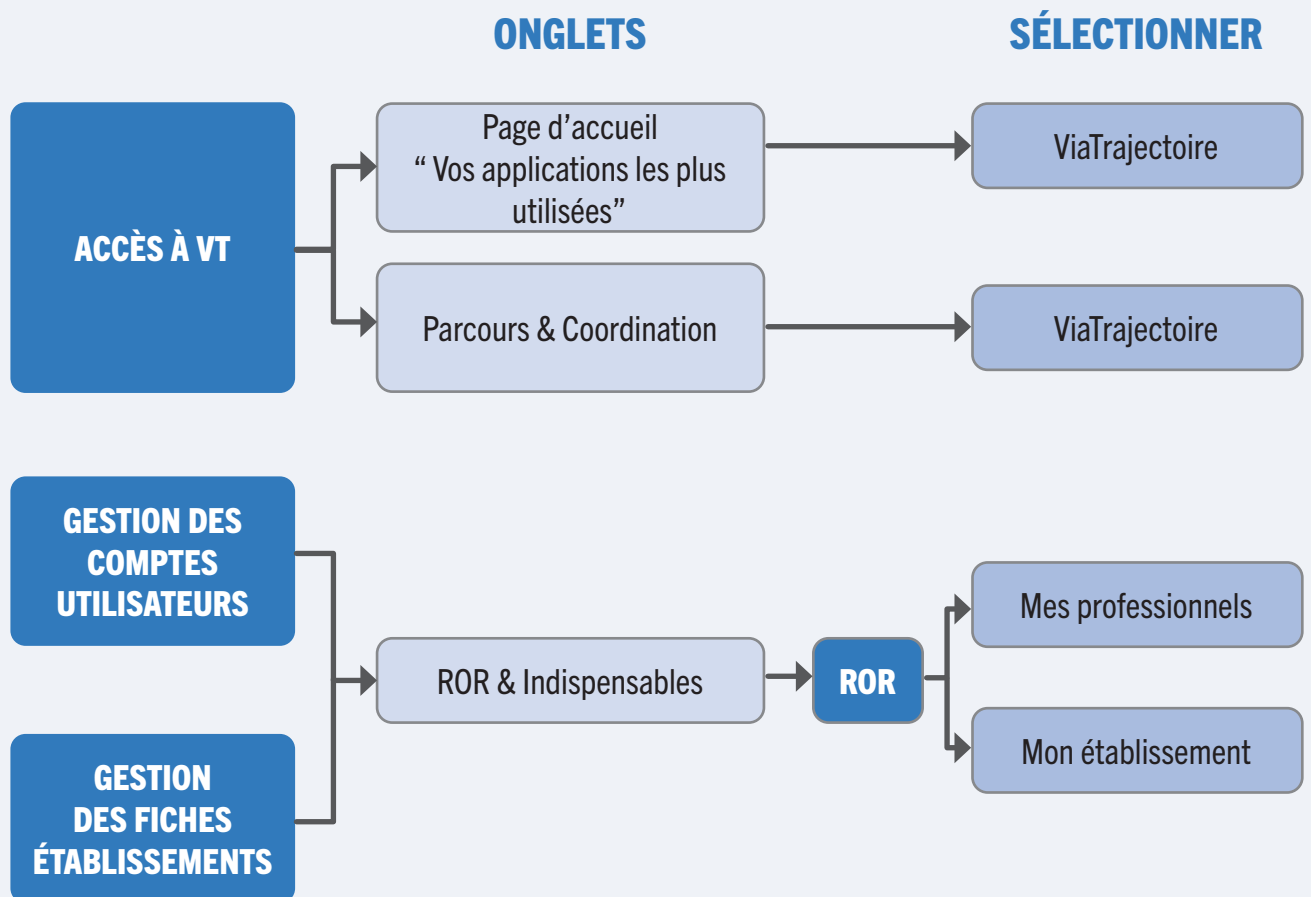 ONGLETS
SÉLECTIONNER
ACCÈS À VT
Page d’accueil
“ Vos applications les plus
utilisées”
ViaTrajectoire
Parcours & Coordination
ViaTrajectoire
GESTION DES
COMPTES
UTILISATEURS
GESTION
DES FICHES
ÉTABLISSEMENTS
ROR & Indispensables
ROR
Mes professionnels
Mon établissement